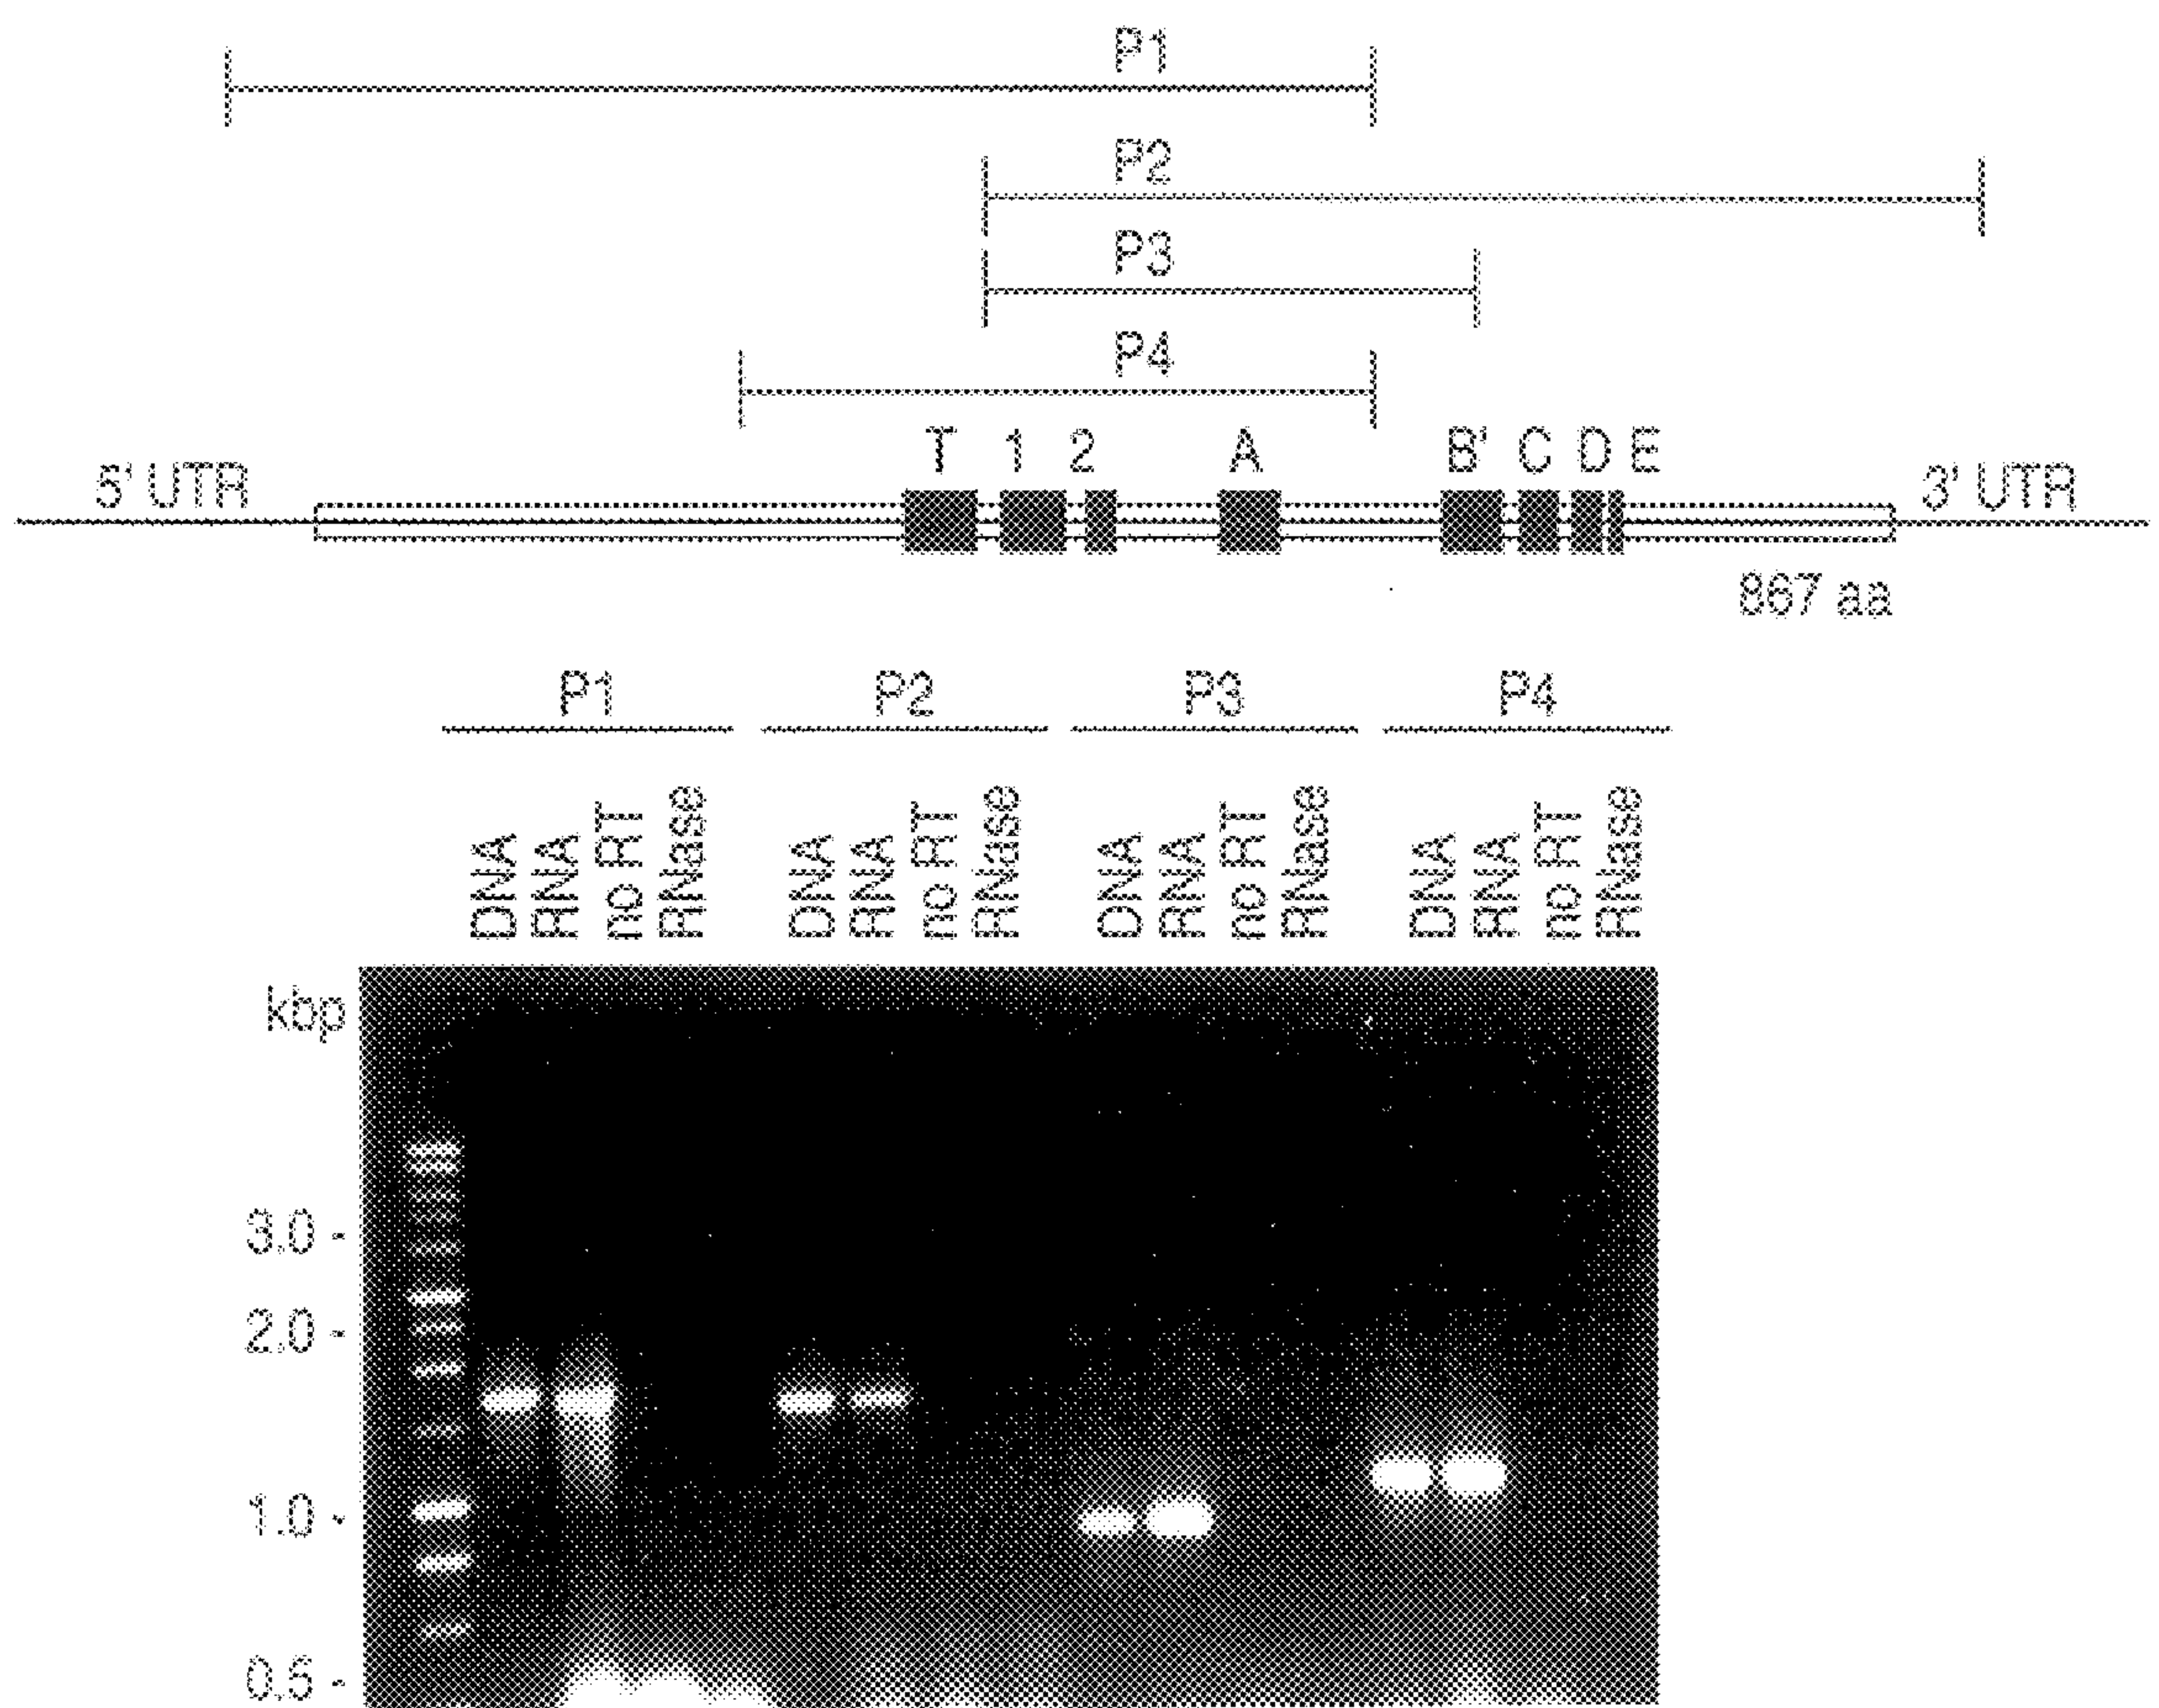 P1
P2
P3
P4
T 1 2 A B' C D E
5' UTR 3' UTR
867 aa
P1 P2 P3 P4
DNA RNA no RT RNase DNA RNA no RT RNase DNA RNA no RT RNase DNA RNA no RT RNase
kbp
3.0 -
2.0 -
1.0 -
0.5 -